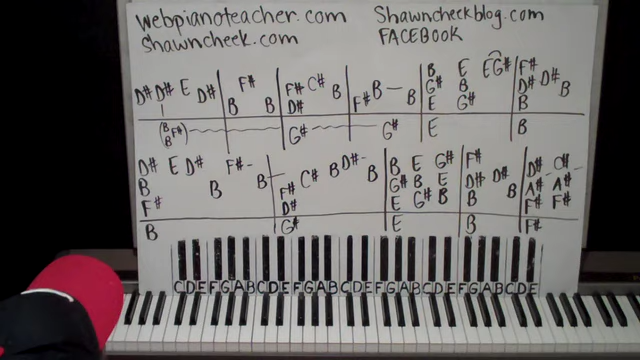 webpianoteacher.com Shawncheekblog.com
shawncheek.com FACEBOOK
B E E G# F#
D# D# E D# F# F# C# B B — G# D# D#
B B D# F# B E G# B B
(B B F#) G# G# E B
D# E D# F#- B D#- B E G# F# D# C#-
B B B F# C# B G# B E D# D# B A# A#
F# D# E G# B B F# F#
B G# E B F#
C D E F G A B C D E F G A B C D E F G A B C D E